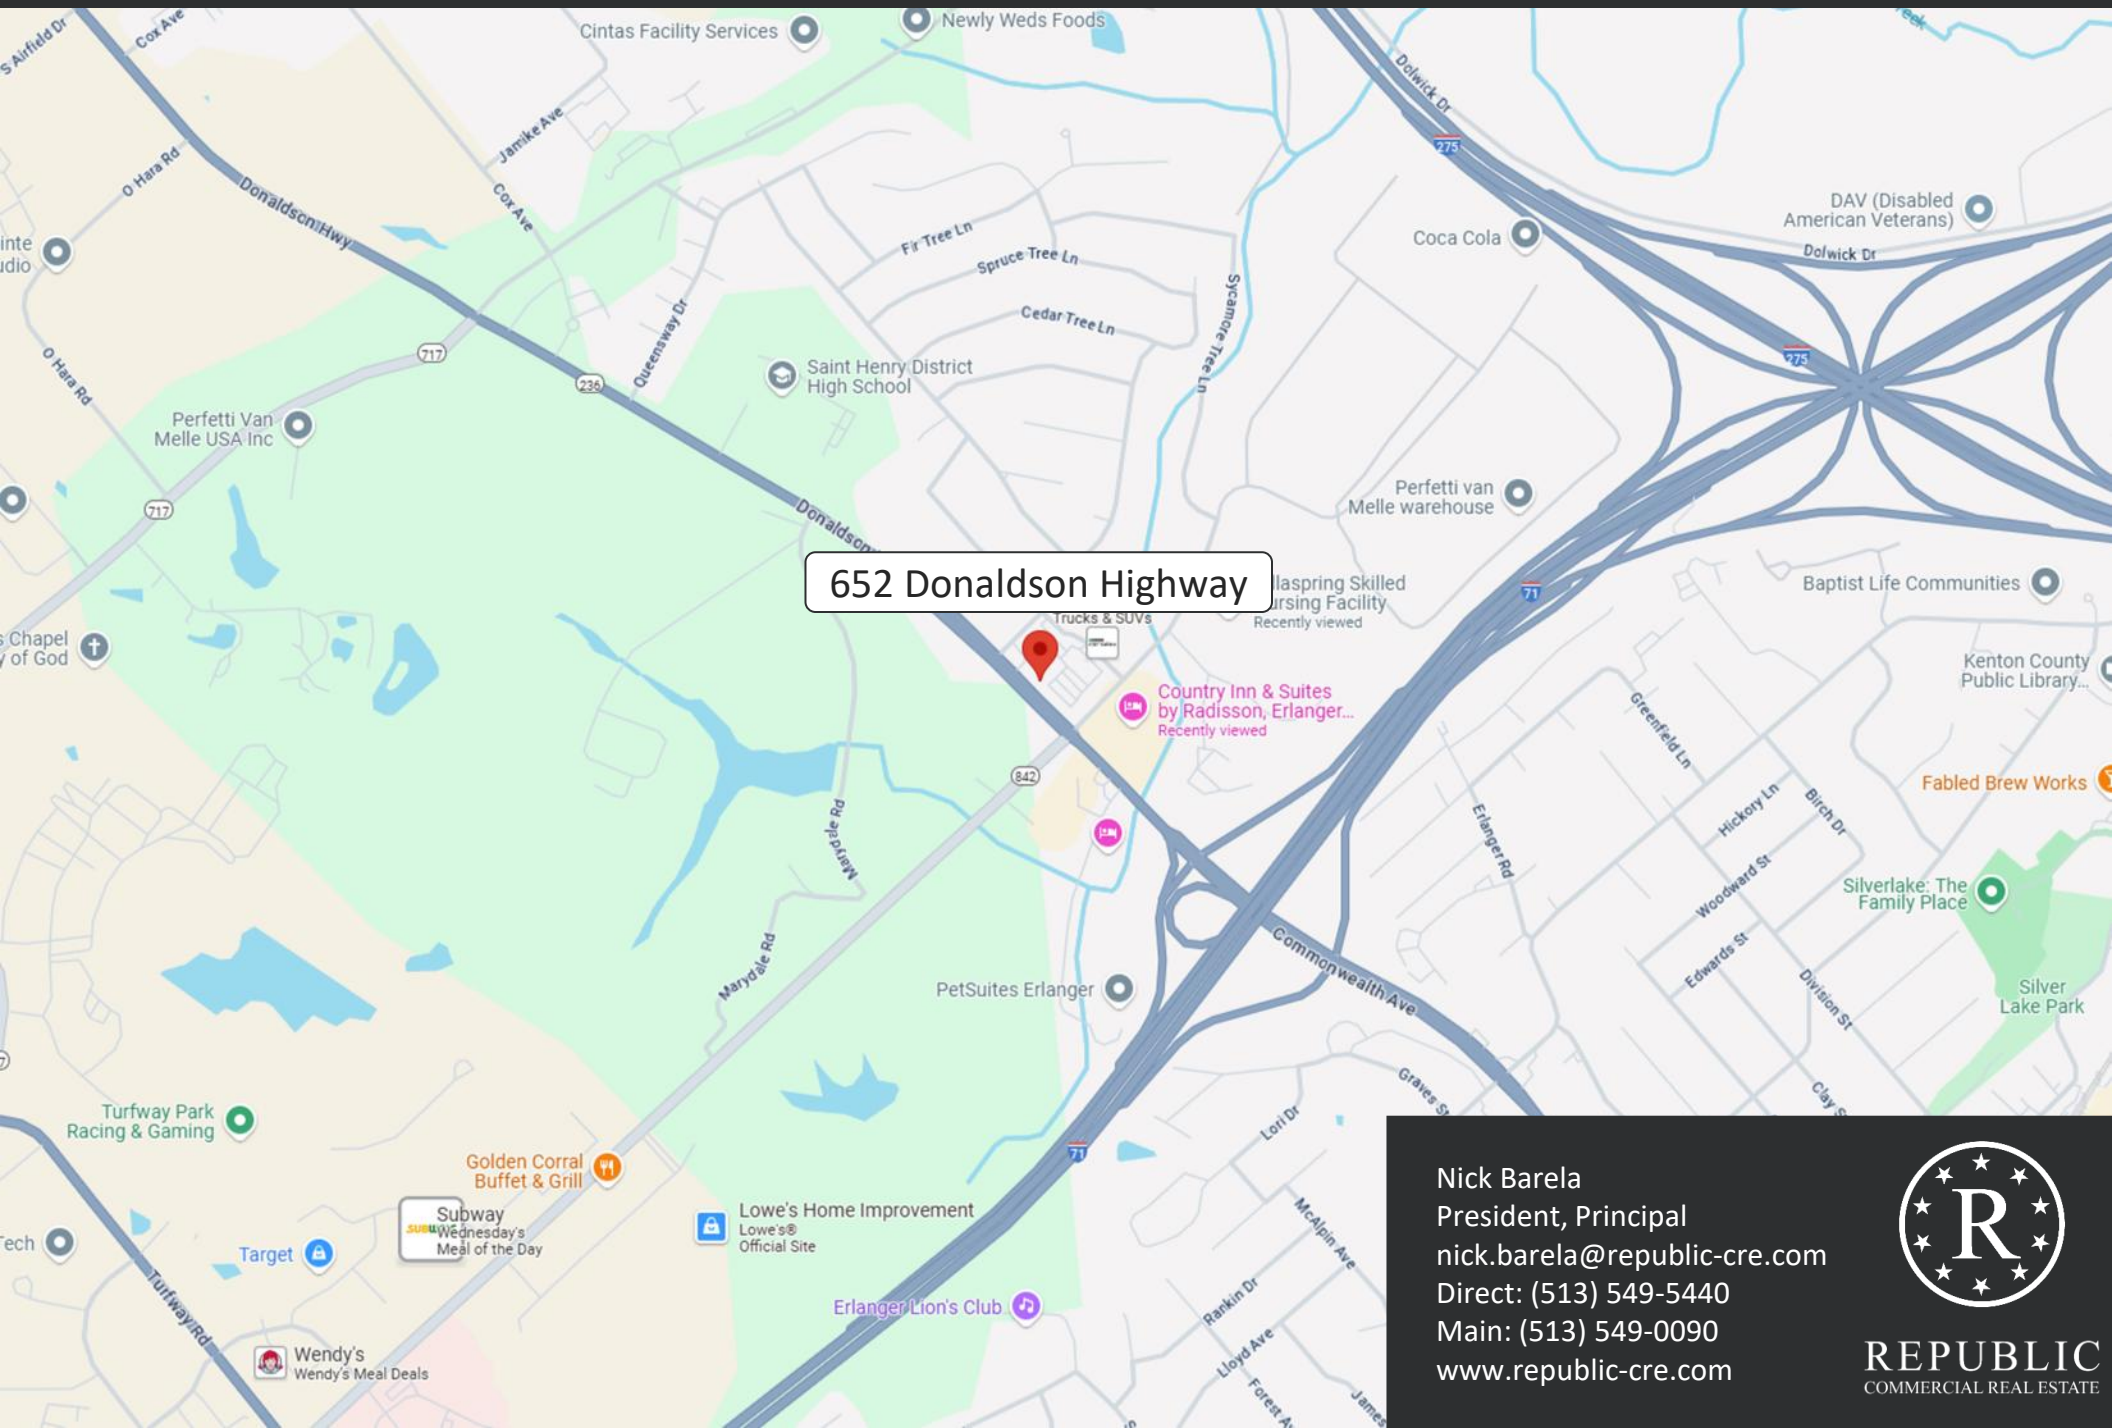 S Airfield Dr
Cox Ave
Cintas Facility Services
Newly Weds Foods
Dolwick Dr
275
O Hara Rd
Donaldson Hwy
Jamike Ave
Cox Ave
DAV (Disabled
American Veterans)
Dolwick Dr
Coca Cola
Fir Tree Ln
Spruce Tree Ln
Cedar Tree Ln
Sycamore Tree Ln
Queensway Dr
275
O Hara Rd
717
236
Saint Henry District
High School
Perfetti Van
Melle USA Inc
717
Donaldson
Perfetti van
Melle warehouse
652 Donaldson Highway
Skilled
Facility
Recently viewed
71
Baptist Life Communities
Trucks & SUVs
Chapel
of God
Country Inn & Suites
by Radisson, Erlanger...
Recently viewed
Kenton County
Public Library...
Greenfield Ln
842
Marydale Rd
Erlanger Rd
Hickory Ln
Birch Dr
Fabled Brew Works
Woodward St
Silverlake: The
Family Place
Edwards St
Division St
Silver
Lake Park
Marydale Rd
PetSuites Erlanger
Commonwealth Ave
Graves St
Clay S
Lori Dr
71
Turfway Park
Racing & Gaming
Golden Corral
Buffet & Grill
SUBWAY
Subway
Wednesday's
Meal of the Day
Target
Lowe's Home Improvement
Lowe's®
Official Site
McAlpin Ave
Turfway Rd
Erlanger Lion's Club
Rankin Dr
Lloyd Ave
Forest A
James
Wendy's
Wendy's Meal Deals
Nick Barela
President, Principal
nick.barela@republic-cre.com
Direct: (513) 549-5440
Main: (513) 549-0090
www.republic-cre.com
R
REPUBLIC
COMMERCIAL REAL ESTATE